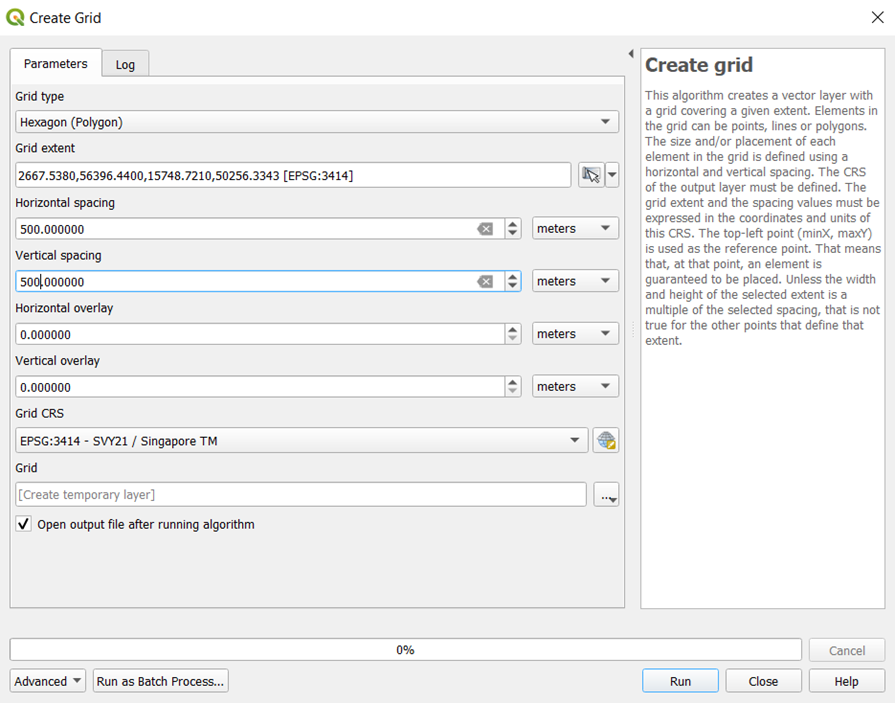 Create Grid
Parameters
Log
Grid type
Hexagon (Polygon)
Grid extent
2667.5380,56396.4400,15748.7210,50256.3343 [EPSG:3414]
Horizontal spacing
500.000000
meters
Vertical spacing
500.000000
meters
Horizontal overlay
0.000000
meters
Vertical overlay
0.000000
meters
Grid CRS
EPSG:3414 - SVY21 / Singapore TM
Grid
[Create temporary layer]
...
Open output file after running algorithm
Create grid
This algorithm creates a vector layer with
a grid covering a given extent. Elements in
the grid can be points, lines or polygons.
The size and/or placement of each
element in the grid is defined using a
horizontal and vertical spacing. The CRS
of the output layer must be defined. The
grid extent and the spacing values must be
expressed in the coordinates and units of
this CRS. The top-left point (minX, maxY)
is used as the reference point. That means
that, at that point, an element is
guaranteed to be placed. Unless the width
and height of the selected extent is a
multiple of the selected spacing, that is not
true for the other points that define that
extent.
0%
Cancel
Advanced
Run as Batch Process...
Run
Close
Help